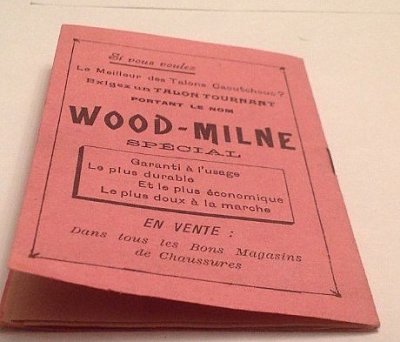 Si vous voulez
Le Meilleur des Talons Caoutchouc?
Exigez un TALON TOURNANT
PORTANT LE NOM
WOOD-MILNE
SPÉCIAL
Garanti à l'usage
Le plus durable
Et le plus économique
Le plus doux à la marche
EN VENTE :
Dans tous les Bons Magasins
de Chaussures